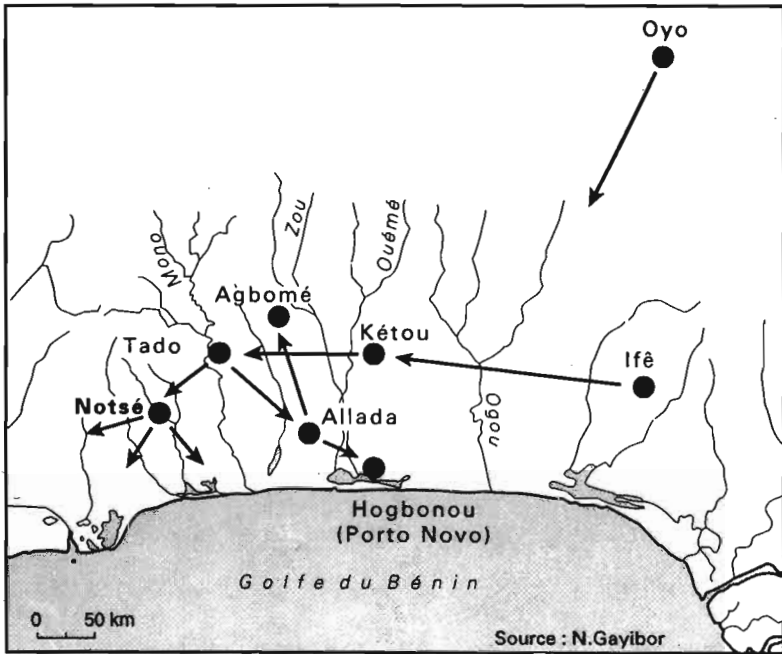 Oyo
Mono
Zou
Ouémé
Agbomé
Tado
Kétou
Ifê
Notsé
Allada
Ogou
Hogbonou
(Porto Novo)
Golfe du Bénin
0 50 km
Source : N.Gayibor